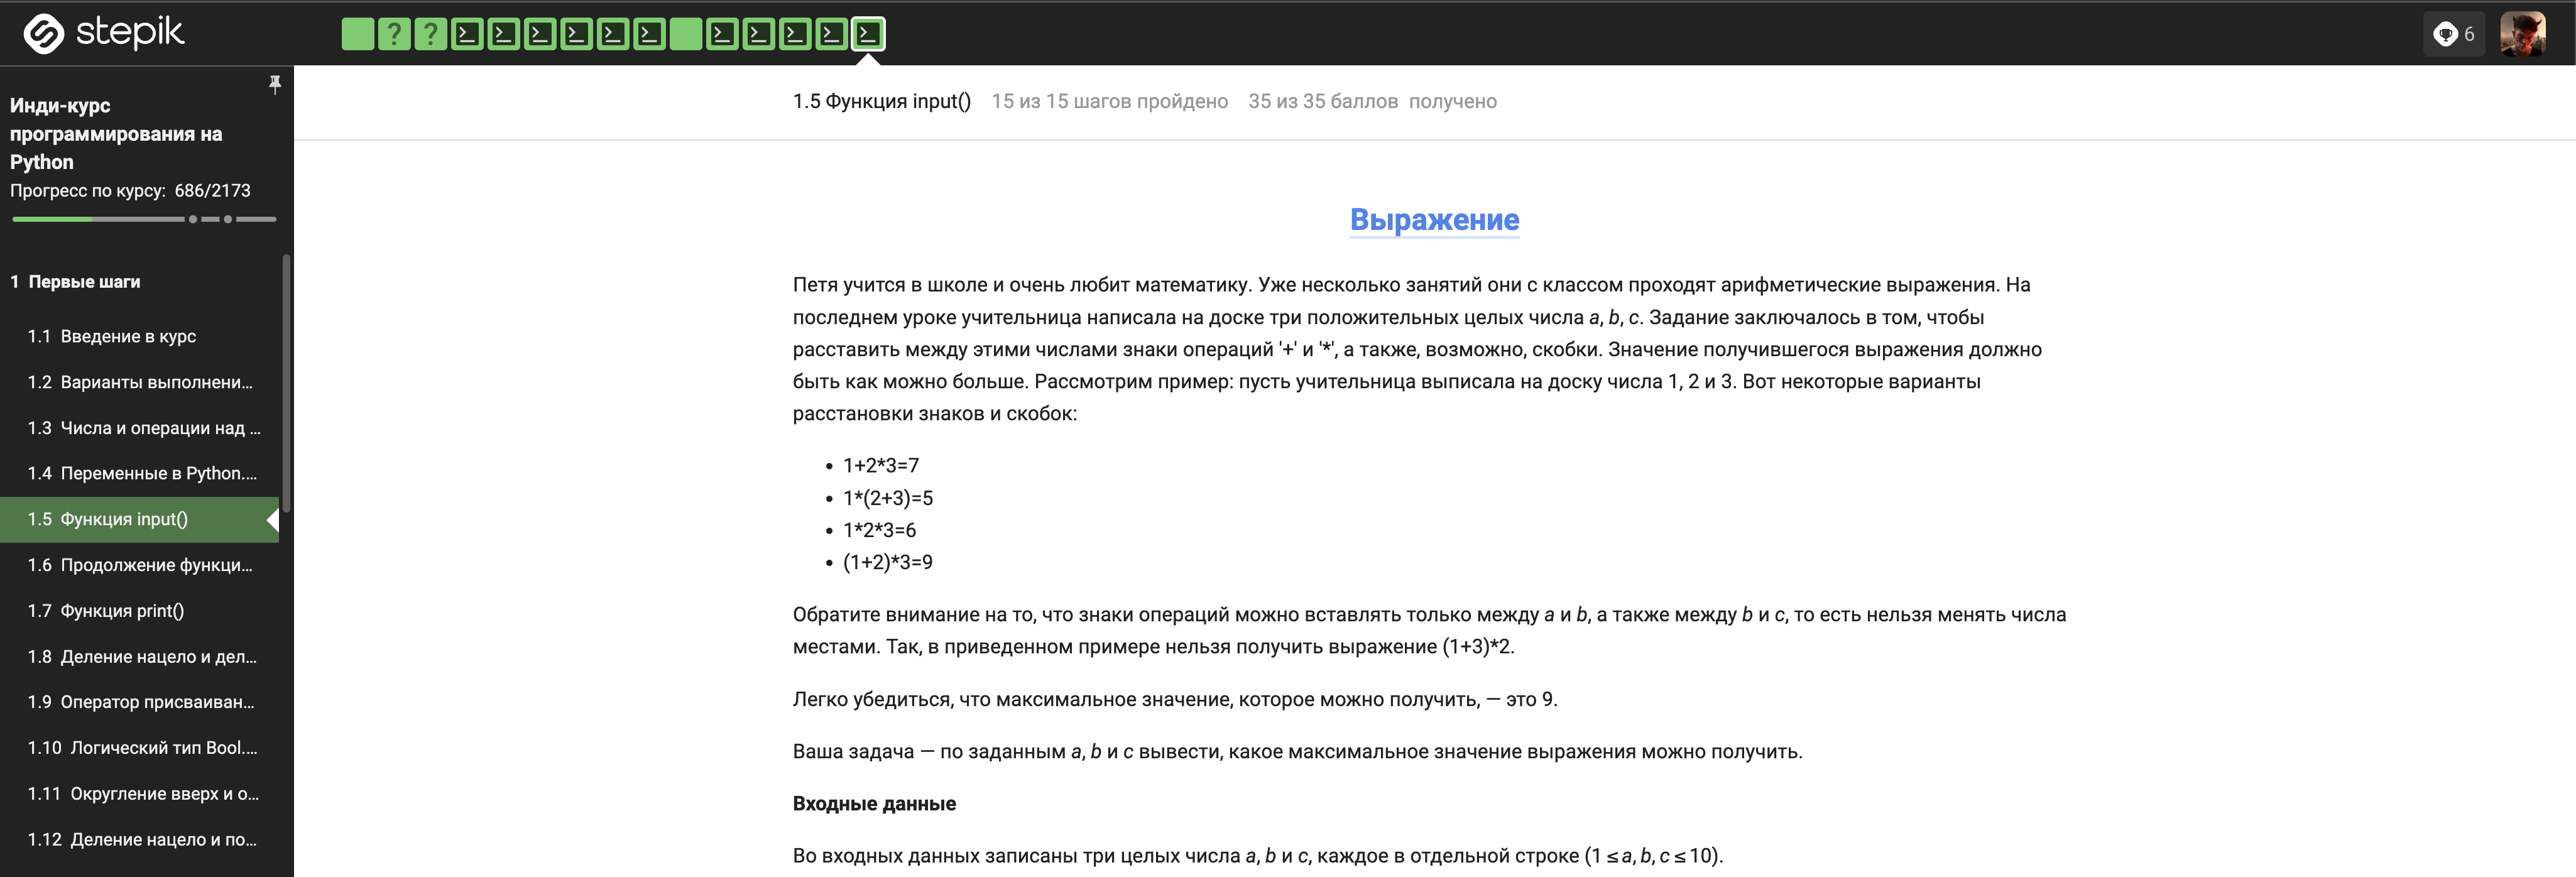 stepik
? ?
6
Инди-курс
программирования на
Python
Прогресс по курсу: 686/2173
1 Первые шаги
1.1 Введение в курс
1.2 Варианты выполнени...
1.3 Числа и операции над ...
1.4 Переменные в Python....
1.5 Функция input()
1.6 Продолжение функци...
1.7 Функция print()
1.8 Деление нацело и дел...
1.9 Оператор присваиван...
1.10 Логический тип Bool....
1.11 Округление вверх и о...
1.12 Деление нацело и по...
1.5 Функция input() 15 из 15 шагов пройдено 35 из 35 баллов получено
Выражение
Петя учится в школе и очень любит математику. Уже несколько занятий они с классом проходят арифметические выражения. На
последнем уроке учительница написала на доске три положительных целых числа a, b, c. Задание заключалось в том, чтобы
расставить между этими числами знаки операций '+' и '*', а также, возможно, скобки. Значение получившегося выражения должно
быть как можно больше. Рассмотрим пример: пусть учительница выписала на доску числа 1, 2 и 3. Вот некоторые варианты
расстановки знаков и скобок:
• 1+2*3=7
• 1*(2+3)=5
• 1*2*3=6
• (1+2)*3=9
Обратите внимание на то, что знаки операций можно вставлять только между a и b, а также между b и c, то есть нельзя менять числа
местами. Так, в приведенном примере нельзя получить выражение (1+3)*2.
Легко убедиться, что максимальное значение, которое можно получить, — это 9.
Ваша задача — по заданным a, b и c вывести, какое максимальное значение выражения можно получить.
Входные данные
Во входных данных записаны три целых числа a, b и c, каждое в отдельной строке (1 ≤ a, b, c ≤ 10).